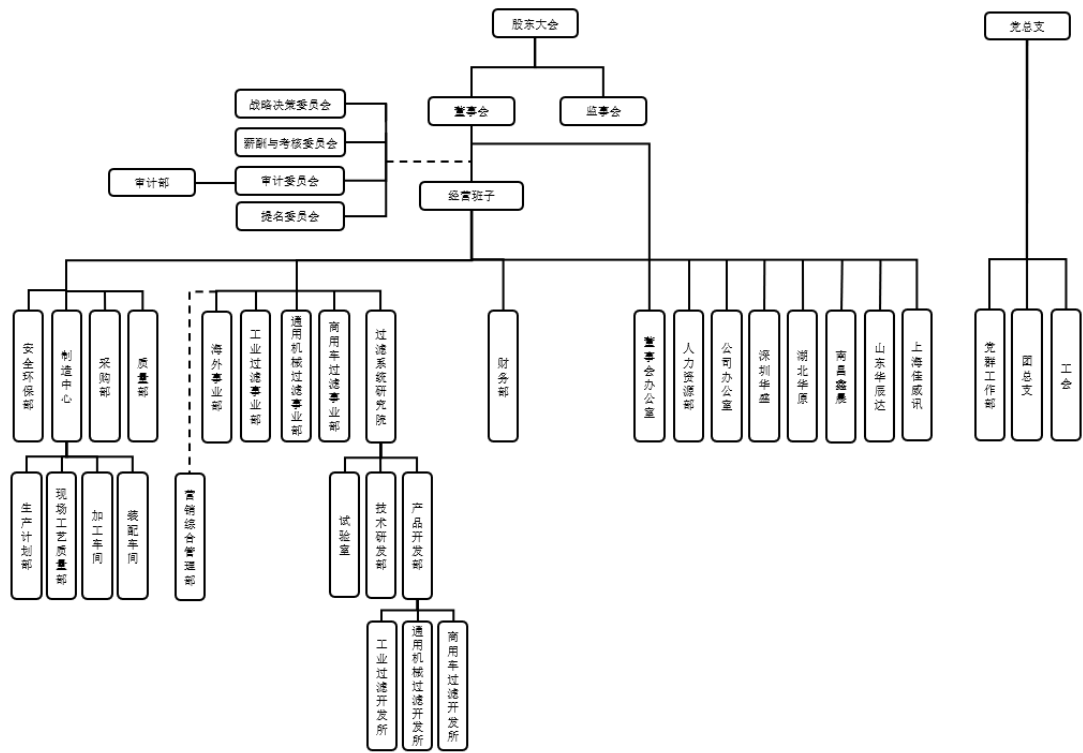 股东大会
党总支
董事会
监事会
战略决策委员会
薪酬与考核委员会
审计委员会
提名委员会
审计部
经营班子
安全环保部
制造中心
采购部
质量部
海外事业部
工业过滤事业部
通用机械过滤事业部
商用车过滤事业部
过滤系统研究院
财务部
董事会办公室
人力资源部
公司办公室
深圳华盛
湖北华原
南昌鑫晨
山东华辰达
上海佳威讯
党群工作部
团总支
工会
生产计划部
现场工艺质量部
加工车间
装配车间
营销综合管理部
试验室
技术研发部
产品开发部
工业过滤开发所
通用机械过滤开发所
商用车过滤开发所